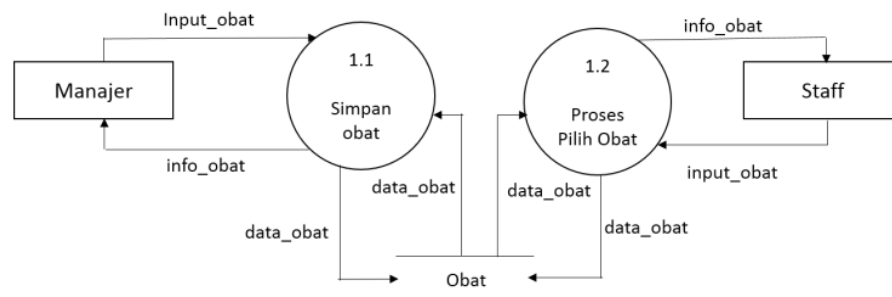 Input_obat
info_obat
1.1
1.2
Manajer
Staff
Simpan
obat
Proses
Pilih Obat
info_obat
input_obat
data_obat
data_obat
data_obat
data_obat
Obat